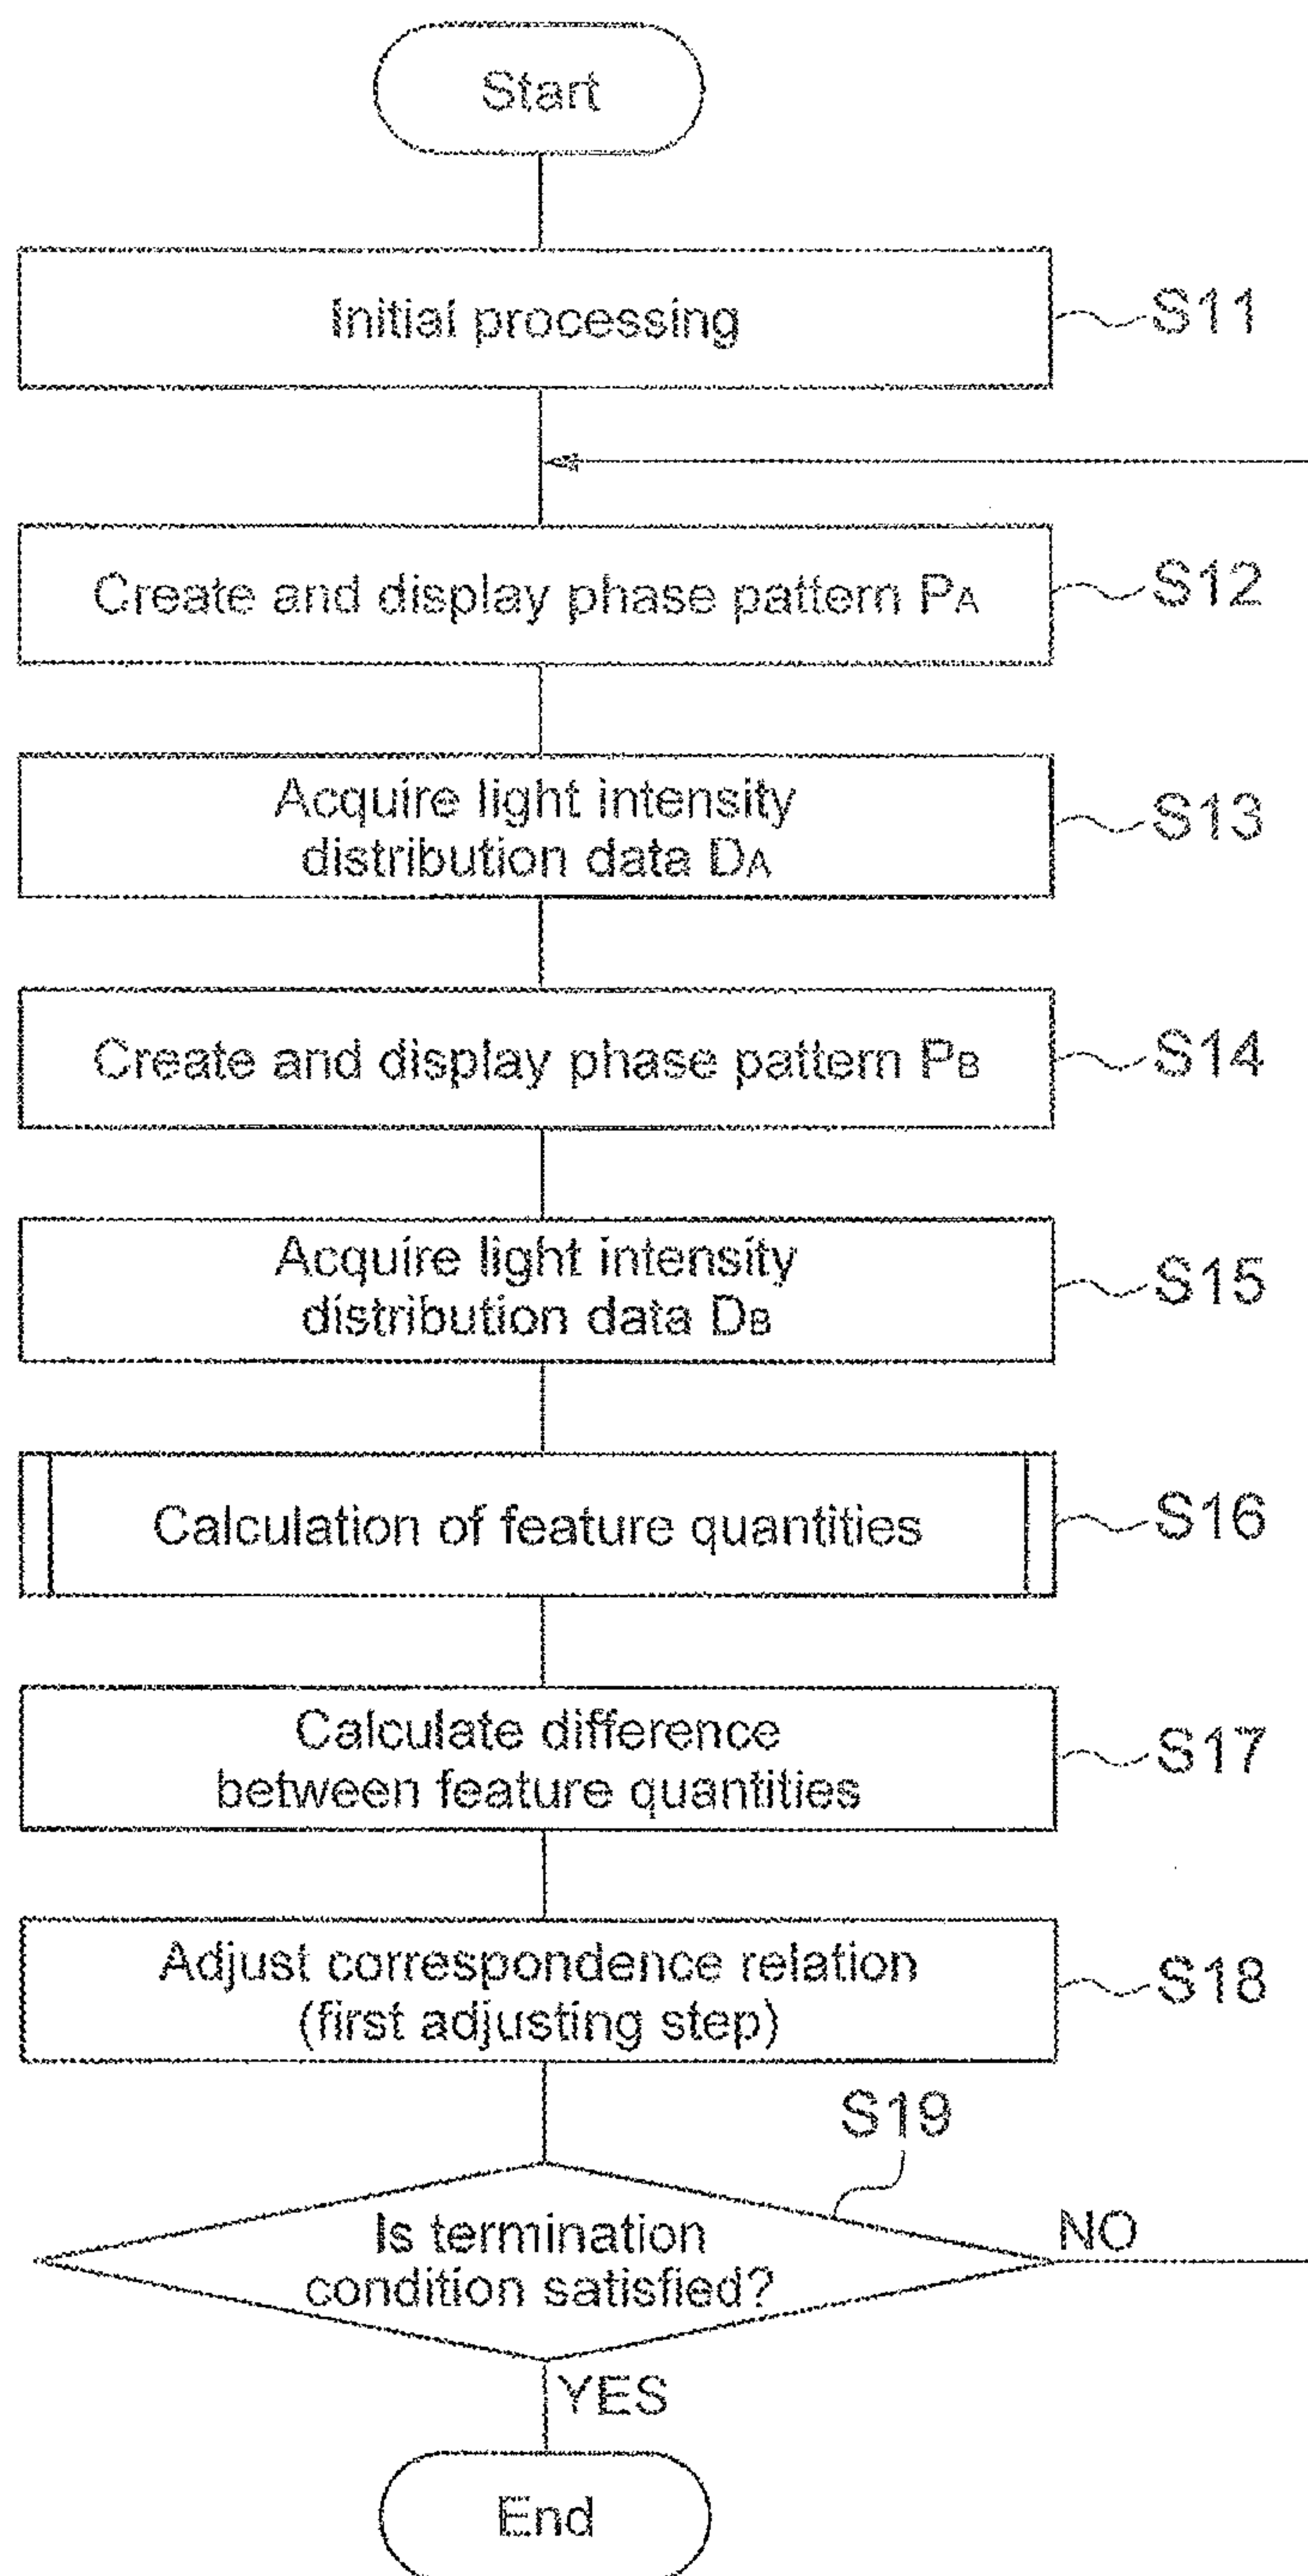 Start
Initial processing
S11
Create and display phase pattern PA
S12
Acquire light intensity
distribution data DA
S13
Create and display phase pattern PB
S14
Acquire light intensity
distribution data DB
S15
Calculation of feature quantities
S16
Calculate difference
between feature quantities
S17
Adjust correspondence relation
(first adjusting step)
S18
S19
Is termination
condition satisfied?
NO
YES
End